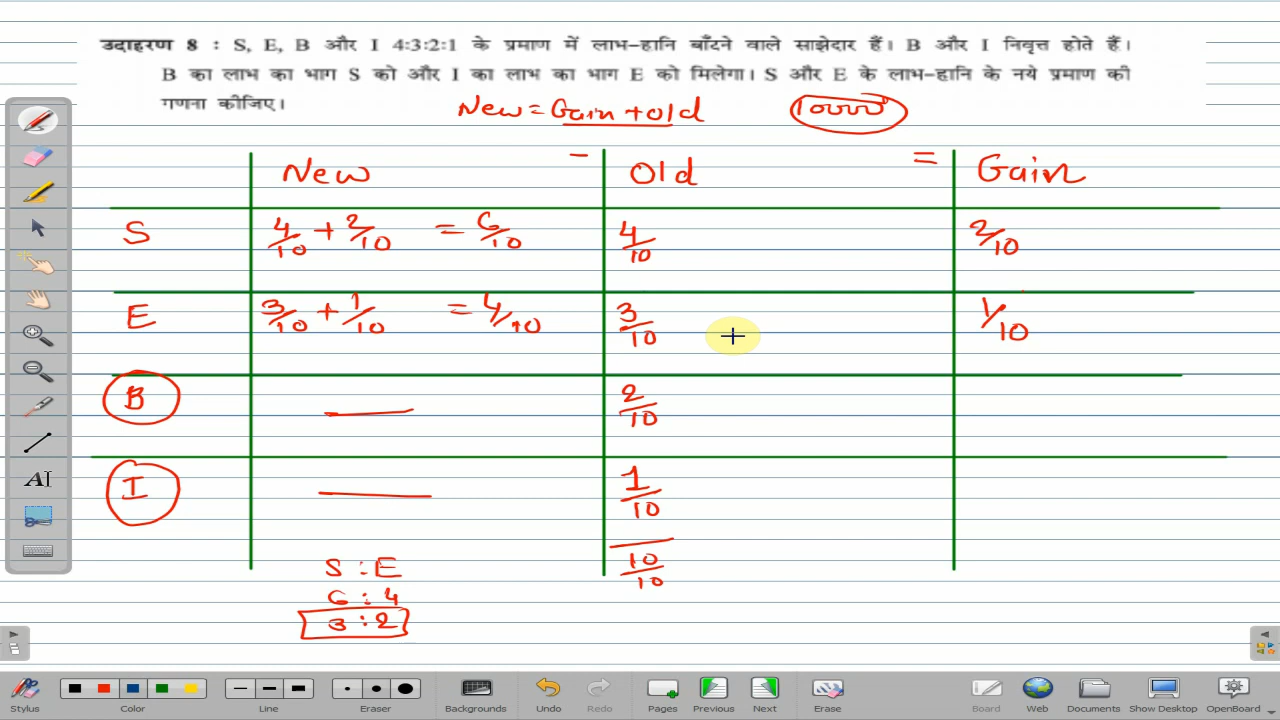 उदाहरण 8 : S, E, B और I 4:3:2:1 के प्रमाण में लाभ-हानि बाँटने वाले साझेदार हैं। B और I निवृत्त होते हैं।
B का लाभ का भाग S को और I का लाभ का भाग E को मिलेगा। S और E के लाभ-हानि के नये प्रमाण की
गणना कीजिए।
New = Gain + Old
New - Old = Gain
S 4/10 + 2/10 = 6/10 4/10 2/10
E 3/10 + 1/10 = 4/10 3/10 1/10
B — 2/10
I — 1/10
10/10
S : E
6 : 4
3 : 2
AI
Stylus Color Line Eraser Backgrounds Undo Redo Pages Previous Next Erase Board Web Documents Show Desktop OpenBoard